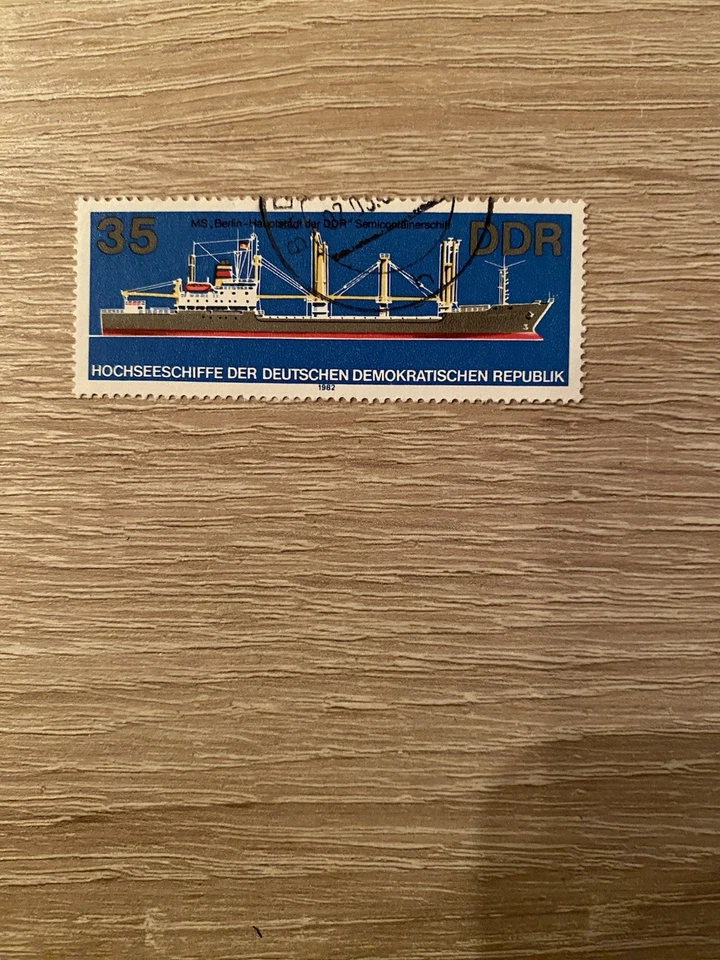 35
MS „Berlin - Hauptstadt der DDR" Semicontainerschiff
DDR
HOCHSEESCHIFFE DER DEUTSCHEN DEMOKRATISCHEN REPUBLIK
1982